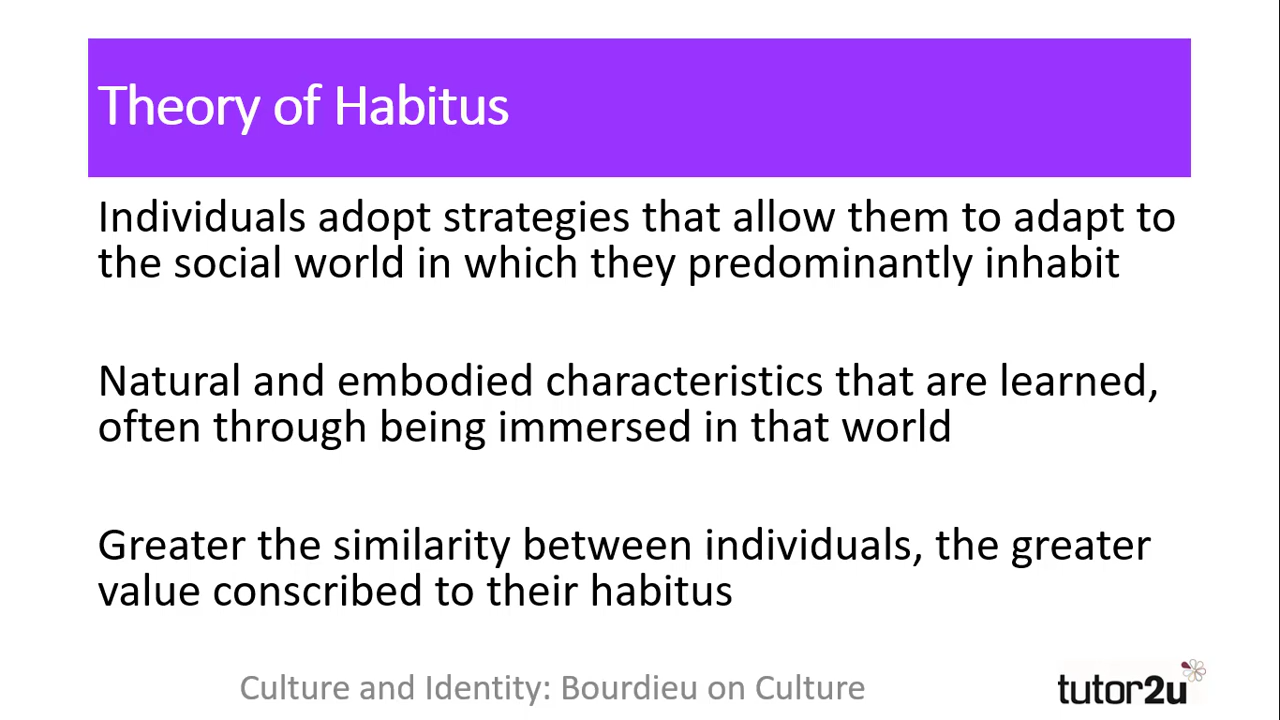 Theory of Habitus
Individuals adopt strategies that allow them to adapt to
the social world in which they predominantly inhabit
Natural and embodied characteristics that are learned,
often through being immersed in that world
Greater the similarity between individuals, the greater
value conscribed to their habitus
Culture and Identity: Bourdieu on Culture
tutor2u